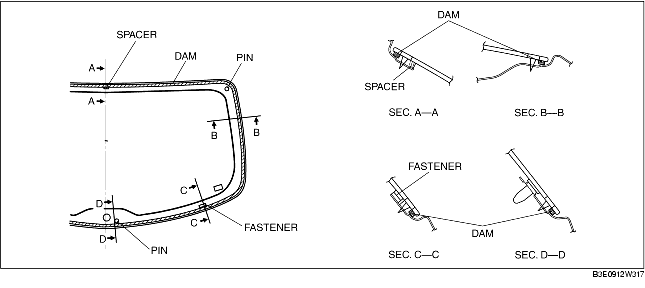 SPACER
DAM
PIN
A
A
B
B
C
C
D
D
FASTENER
PIN
DAM
SPACER
SEC. A—A
SEC. B—B
FASTENER
DAM
SEC. C—C
SEC. D—D
B3E0912W317